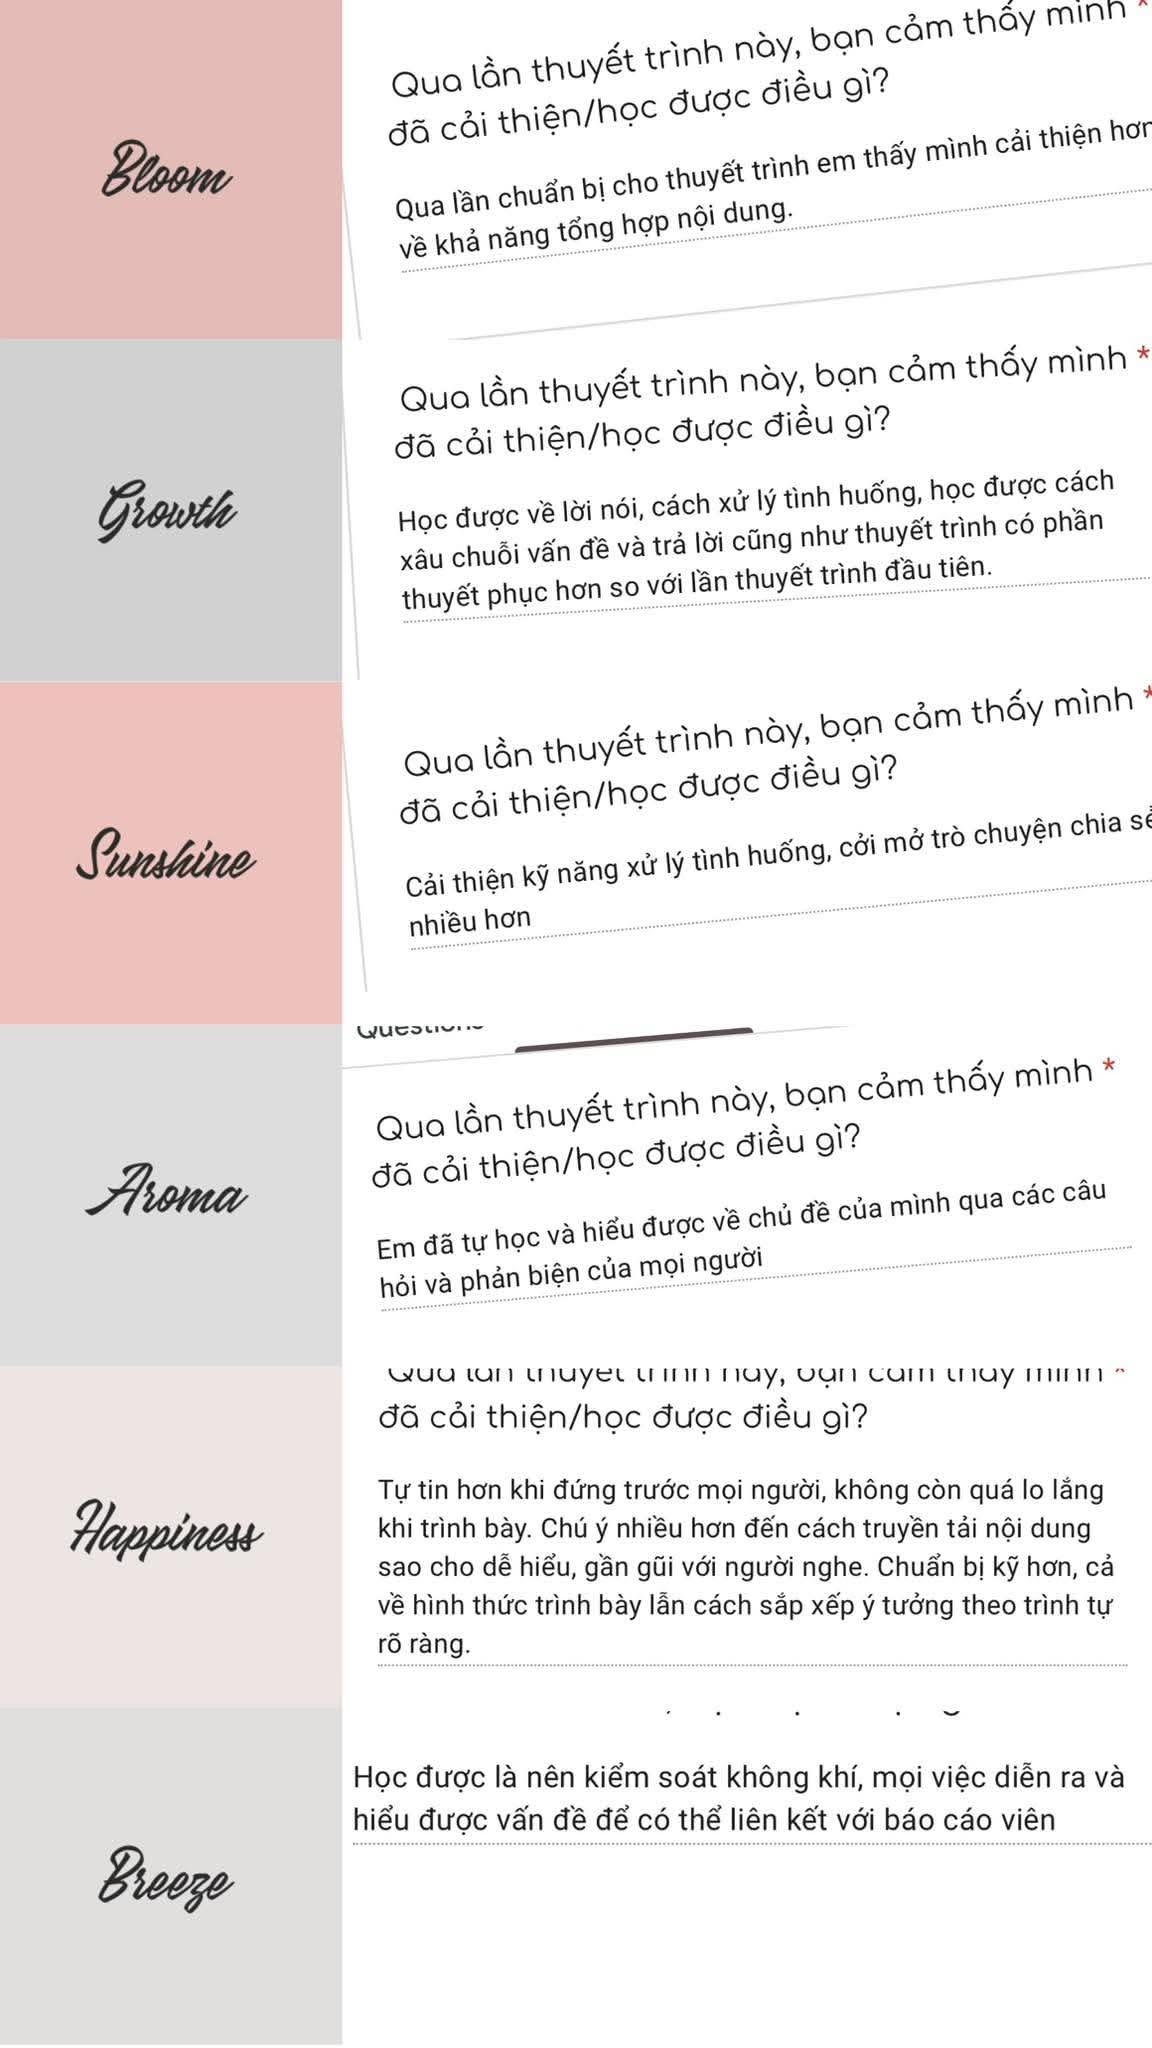 Bloom
Qua lần thuyết trình này, bạn cảm thấy mình *
đã cải thiện/học được điều gì?
Qua lần chuẩn bị cho thuyết trình em thấy mình cải thiện hơn
về khả năng tổng hợp nội dung.
Growth
Qua lần thuyết trình này, bạn cảm thấy mình *
đã cải thiện/học được điều gì?
Học được về lời nói, cách xử lý tình huống, học được cách
xâu chuỗi vấn đề và trả lời cũng như thuyết trình có phần
thuyết phục hơn so với lần thuyết trình đầu tiên.
Sunshine
Qua lần thuyết trình này, bạn cảm thấy mình *
đã cải thiện/học được điều gì?
Cải thiện kỹ năng xử lý tình huống, cởi mở trò chuyện chia sẻ
nhiều hơn
Questions
Aroma
Qua lần thuyết trình này, bạn cảm thấy mình *
đã cải thiện/học được điều gì?
Em đã tự học và hiểu được về chủ đề của mình qua các câu
hỏi và phản biện của mọi người
Happiness
Qua lần thuyết trình này, bạn cảm thấy mình *
đã cải thiện/học được điều gì?
Tự tin hơn khi đứng trước mọi người, không còn quá lo lắng
khi trình bày. Chú ý nhiều hơn đến cách truyền tải nội dung
sao cho dễ hiểu, gần gũi với người nghe. Chuẩn bị kỹ hơn, cả
về hình thức trình bày lẫn cách sắp xếp ý tưởng theo trình tự
rõ ràng.
Breeze
Học được là nên kiểm soát không khí, mọi việc diễn ra và
hiểu được vấn đề để có thể liên kết với báo cáo viên